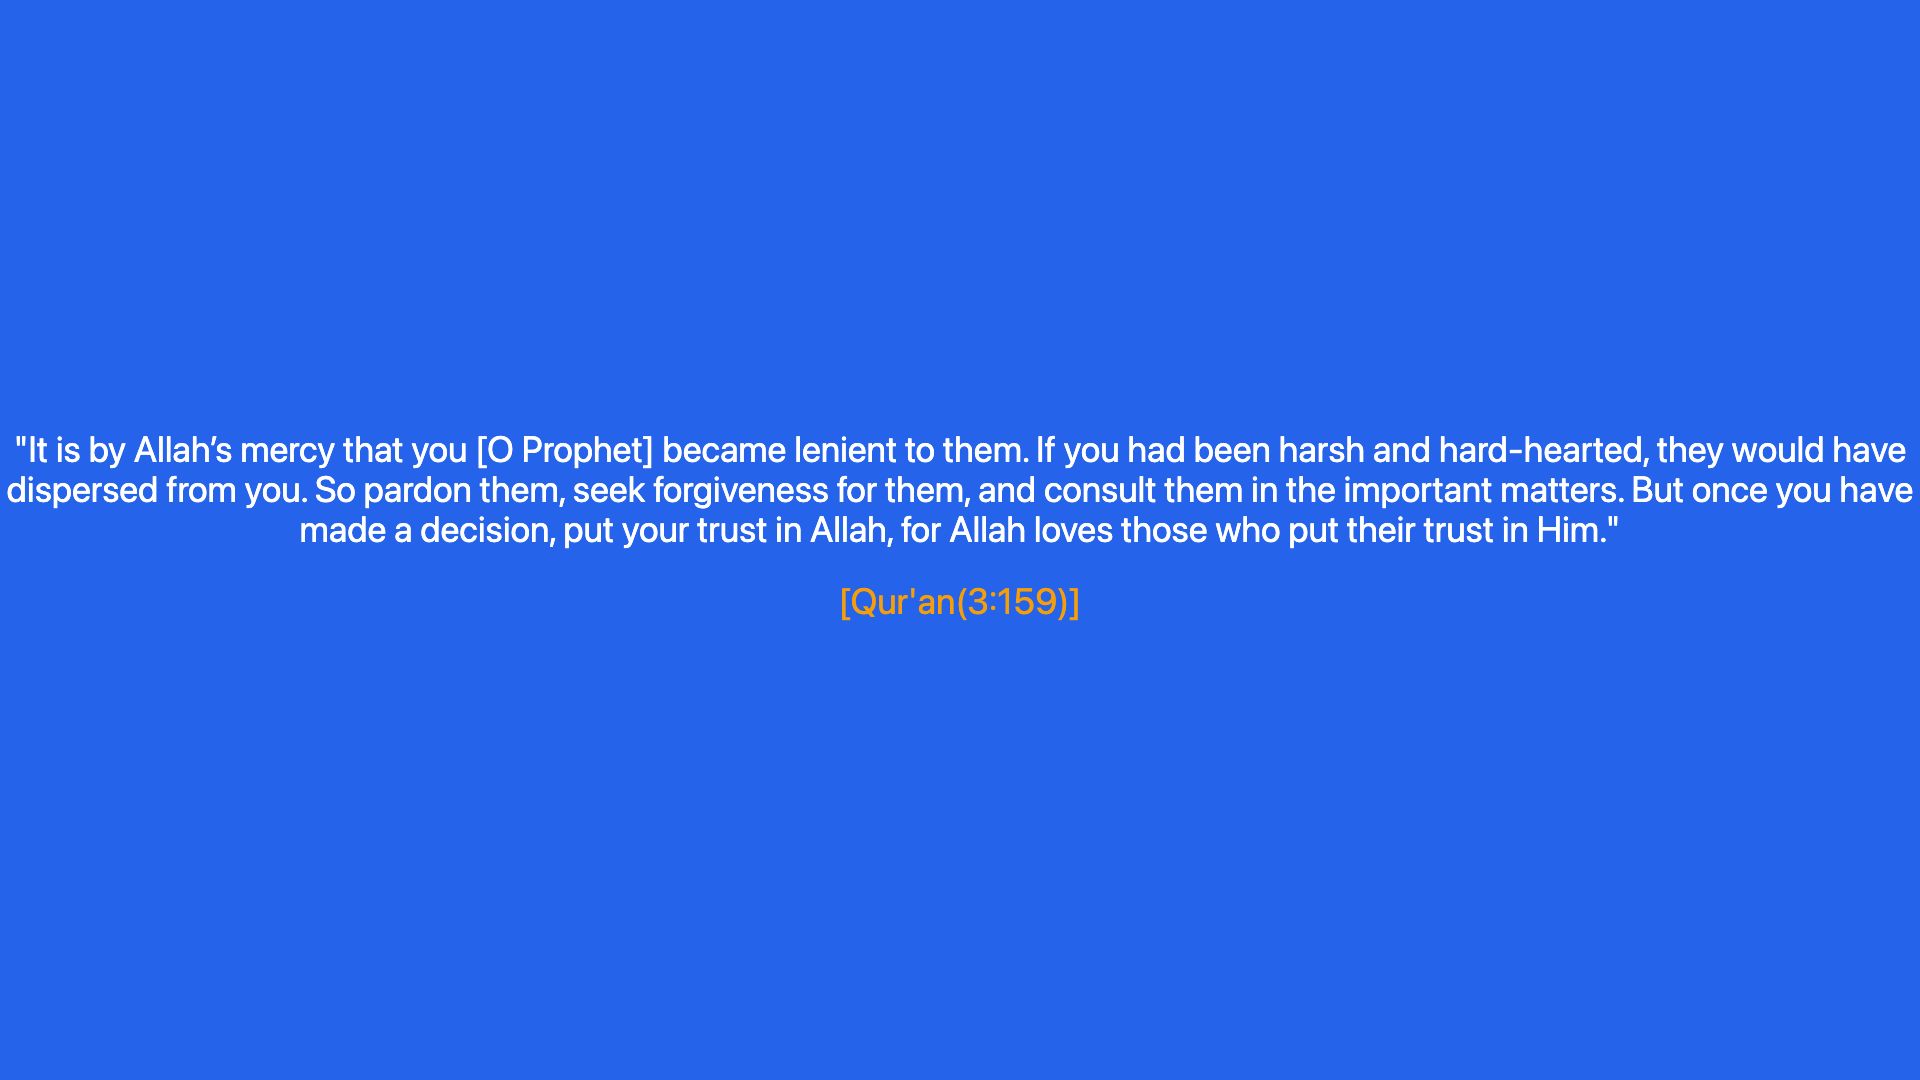 "It is by Allah’s mercy that you [O Prophet] became lenient to them. If you had been harsh and hard-hearted, they would have
dispersed from you. So pardon them, seek forgiveness for them, and consult them in the important matters. But once you have
made a decision, put your trust in Allah, for Allah loves those who put their trust in Him."
[Qur'an(3:159)]